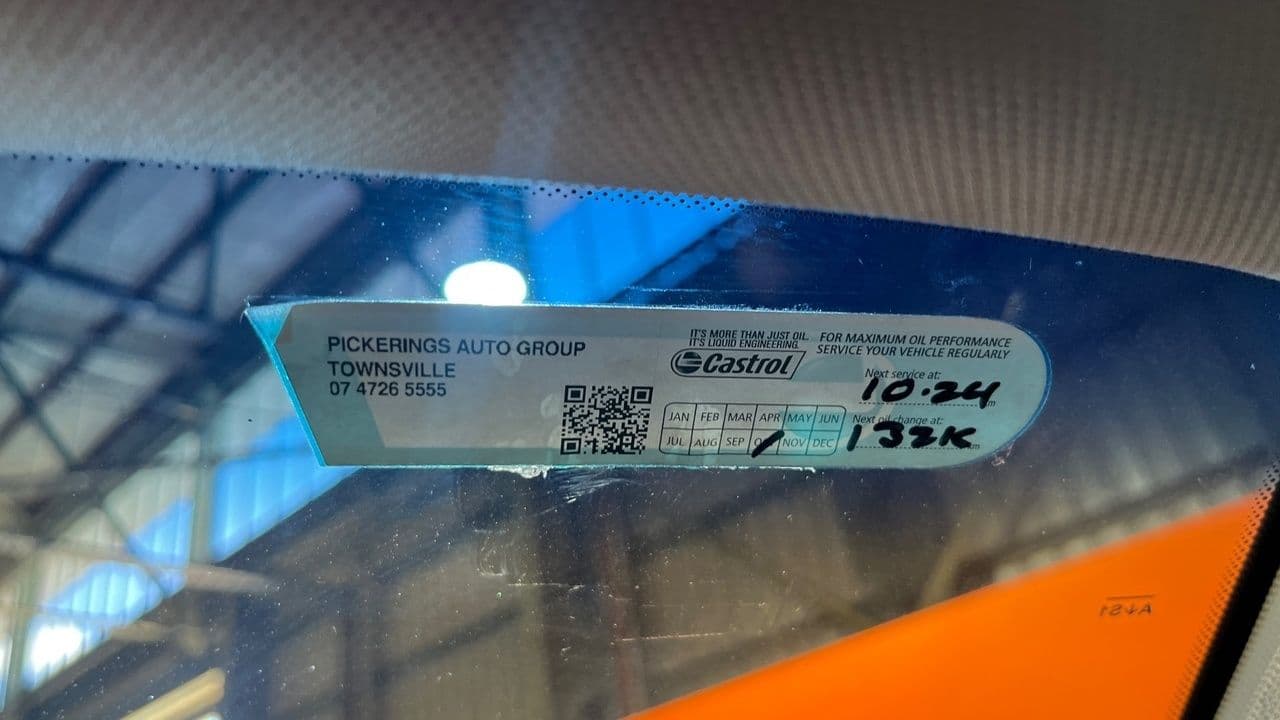 PICKERINGS AUTO GROUP
TOWNSVILLE
07 4726 5555
IT'S MORE THAN JUST OIL.
IT'S LIQUID ENGINEERING.
Castrol
FOR MAXIMUM OIL PERFORMANCE
SERVICE YOUR VEHICLE REGULARLY
Next service at:
10.24
JAN FEB MAR APR MAY JUN
JUL AUG SEP NOV DEC
Next oil change at:
132K
km